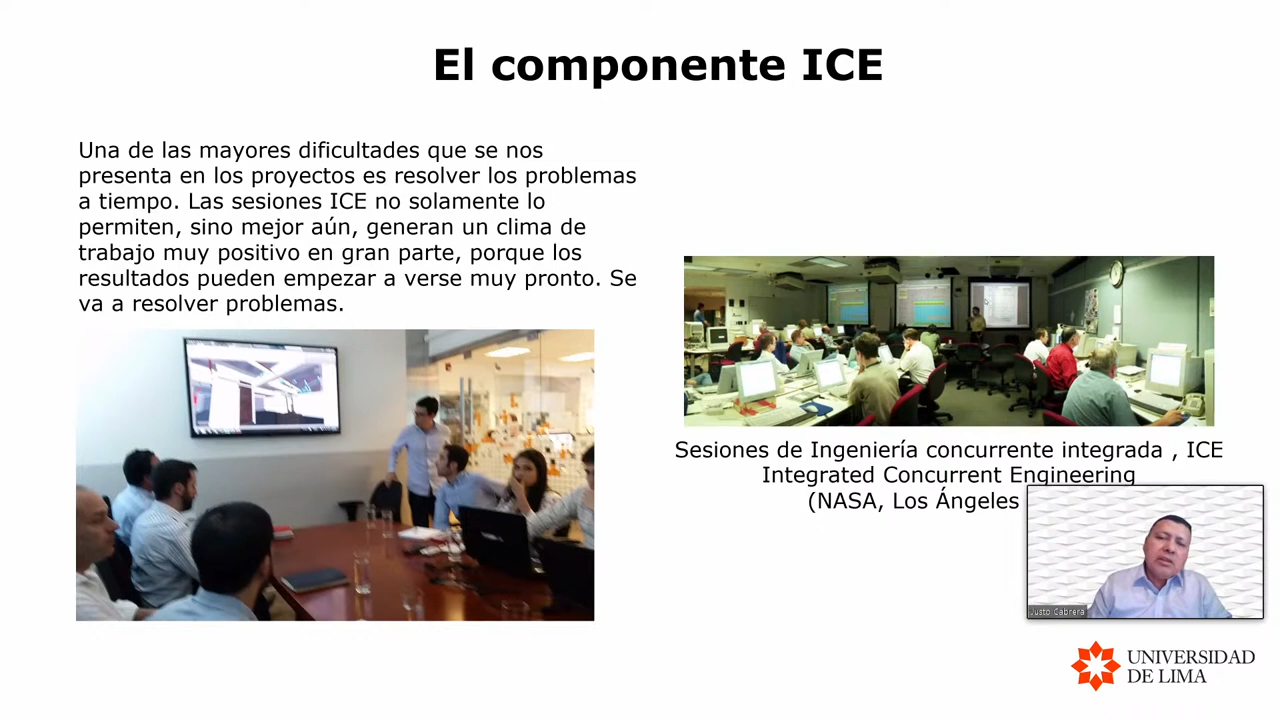 El componente ICE
Una de las mayores dificultades que se nos
presenta en los proyectos es resolver los problemas
a tiempo. Las sesiones ICE no solamente lo
permiten, sino mejor aún, generan un clima de
trabajo muy positivo en gran parte, porque los
resultados pueden empezar a verse muy pronto. Se
va a resolver problemas.
Sesiones de Ingeniería concurrente integrada , ICE
Integrated Concurrent Engineering
(NASA, Los Ángeles
Justo Cabrera
UNIVERSIDAD
DE LIMA